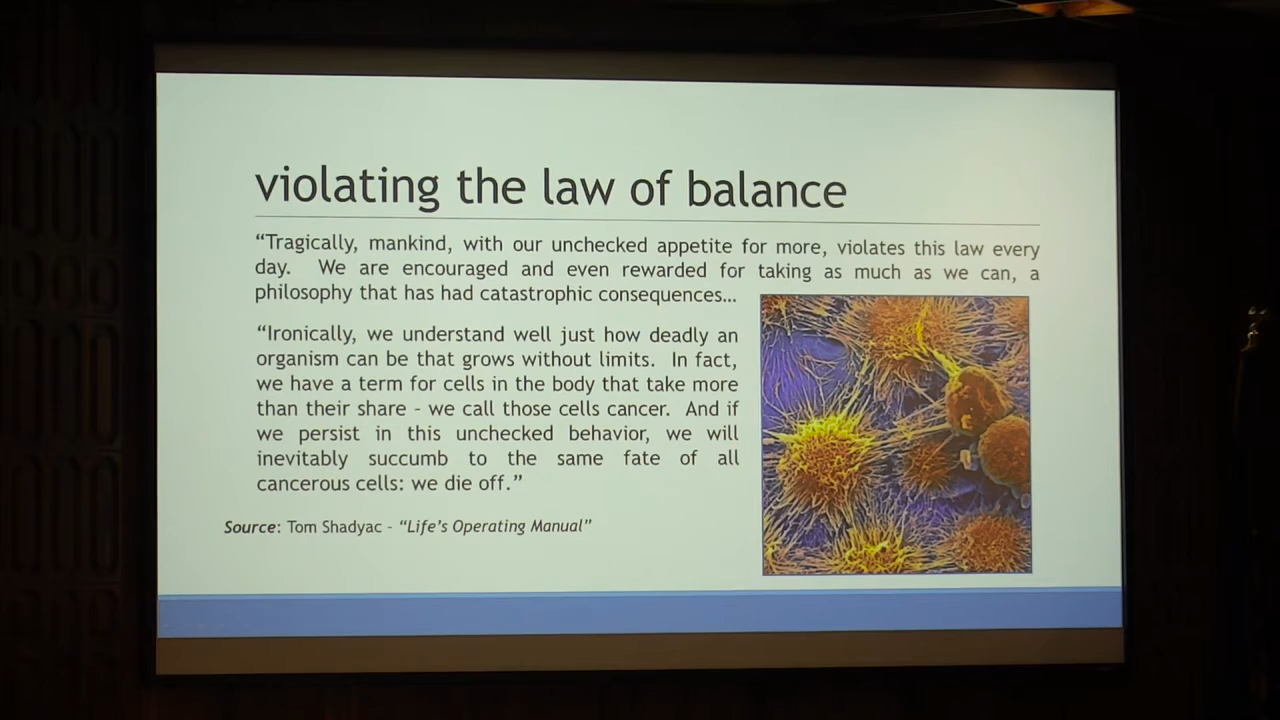 violating the law of balance
“Tragically, mankind, with our unchecked appetite for more, violates this law every
day. We are encouraged and even rewarded for taking as much as we can, a
philosophy that has had catastrophic consequences…
“Ironically, we understand well just how deadly an
organism can be that grows without limits. In fact,
we have a term for cells in the body that take more
than their share - we call those cells cancer. And if
we persist in this unchecked behavior, we will
inevitably succumb to the same fate of all
cancerous cells: we die off.”
Source: Tom Shadyac - “Life’s Operating Manual”